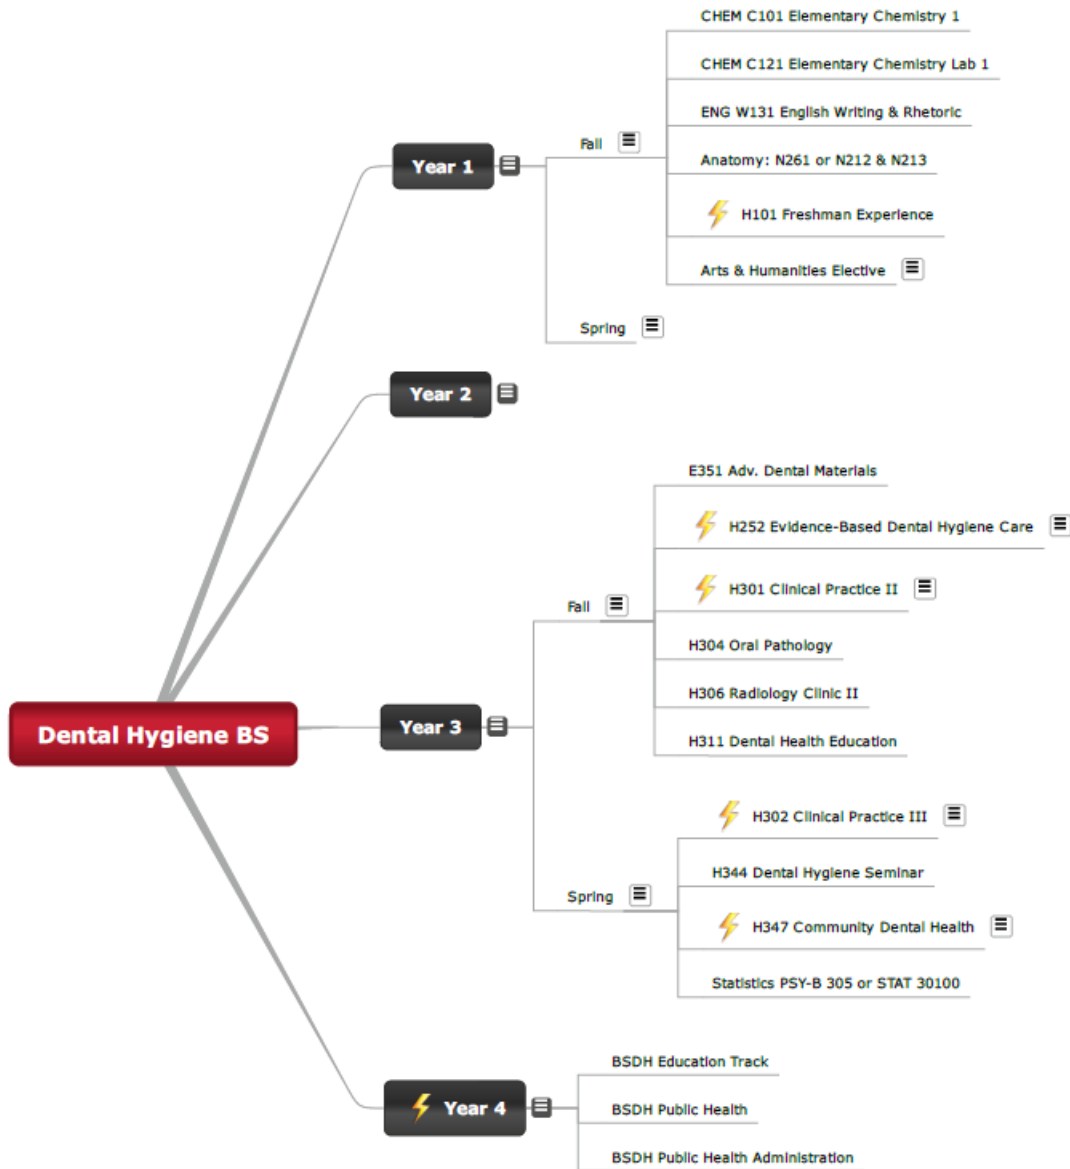 CHEM C101 Elementary Chemistry 1
CHEM C121 Elementary Chemistry Lab 1
ENG W131 English Writing & Rhetoric
Fall
Anatomy: N261 or N212 & N213
Year 1
H101 Freshman Experience
Arts & Humanities Elective
Spring
Year 2
E351 Adv. Dental Materials
H252 Evidence-Based Dental Hygiene Care
H301 Clinical Practice II
Fall
H304 Oral Pathology
H306 Radiology Clinic II
H311 Dental Health Education
Dental Hygiene BS
Year 3
H302 Clinical Practice III
H344 Dental Hygiene Seminar
Spring
H347 Community Dental Health
Statistics PSY-B 305 or STAT 30100
BSDH Education Track
Year 4
BSDH Public Health
BSDH Public Health Administration